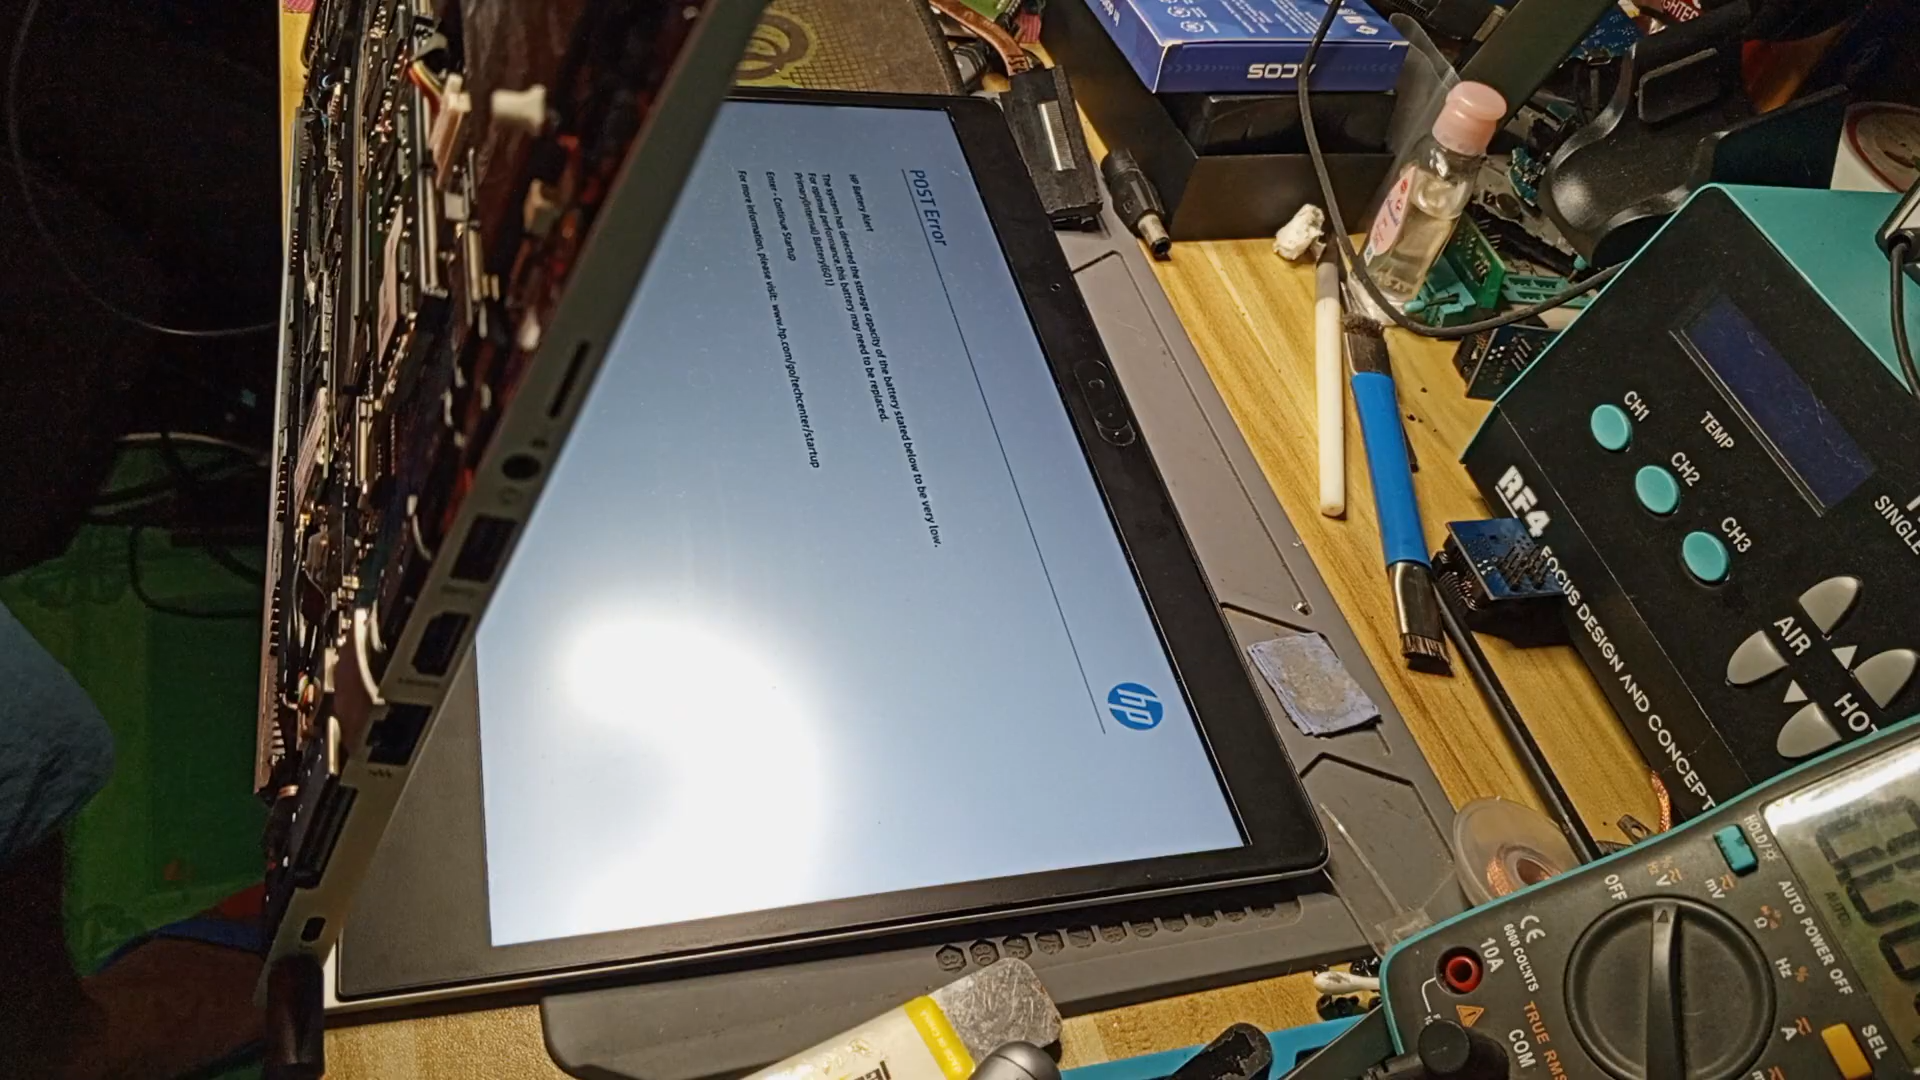 POST Error
HP Battery Alert
The system has detected the storage capacity of the battery stated below to be very low.
For optimal performance, this battery may need to be replaced.
Primary(Internal) Battery(601)
Enter - Continue Startup
For more information, please visit: www.hp.com/go/techcenter/startup
hp
CH1
CH2
CH3
TEMP
AIR
HOT
SINGLE
RF4
FOCUS DESIGN AND CONCEPT
HOLD
AUTO POWER OFF
OFF
V
mV
Ω
Hz
%
A
SEL
10A
COM
CE
6000 COUNTS
TRUE RMS
AUTO